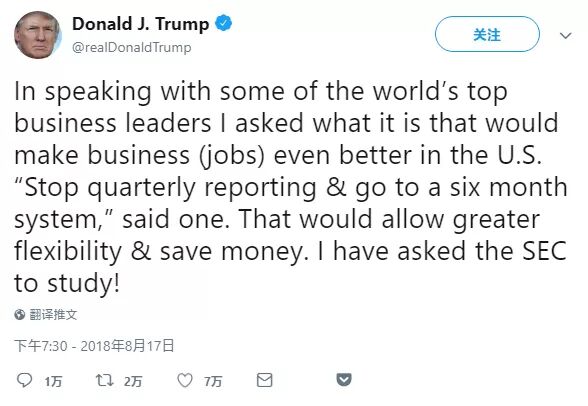 Donald J. Trump
关注
@realDonaldTrump
In speaking with some of the world’s top
business leaders I asked what it is that would
make business (jobs) even better in the U.S.
“Stop quarterly reporting & go to a six month
system,” said one. That would allow greater
flexibility & save money. I have asked the SEC
to study!
翻译推文
下午7:30 - 2018年8月17日
1万 2万 7万